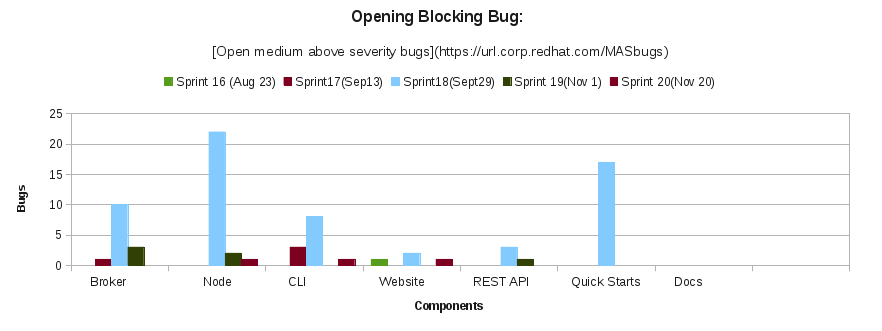 Opening Blocking Bug:
[Open medium above severity bugs](https://url.corp.redhat.com/MASbugs)
Sprint 16 (Aug 23) Sprint17(Sep13) Sprint18(Sept29) Sprint 19(Nov 1) Sprint 20(Nov 20)
25
20
15
10
5
0
Bugs
Broker Node CLI Website REST API Quick Starts Docs
Components